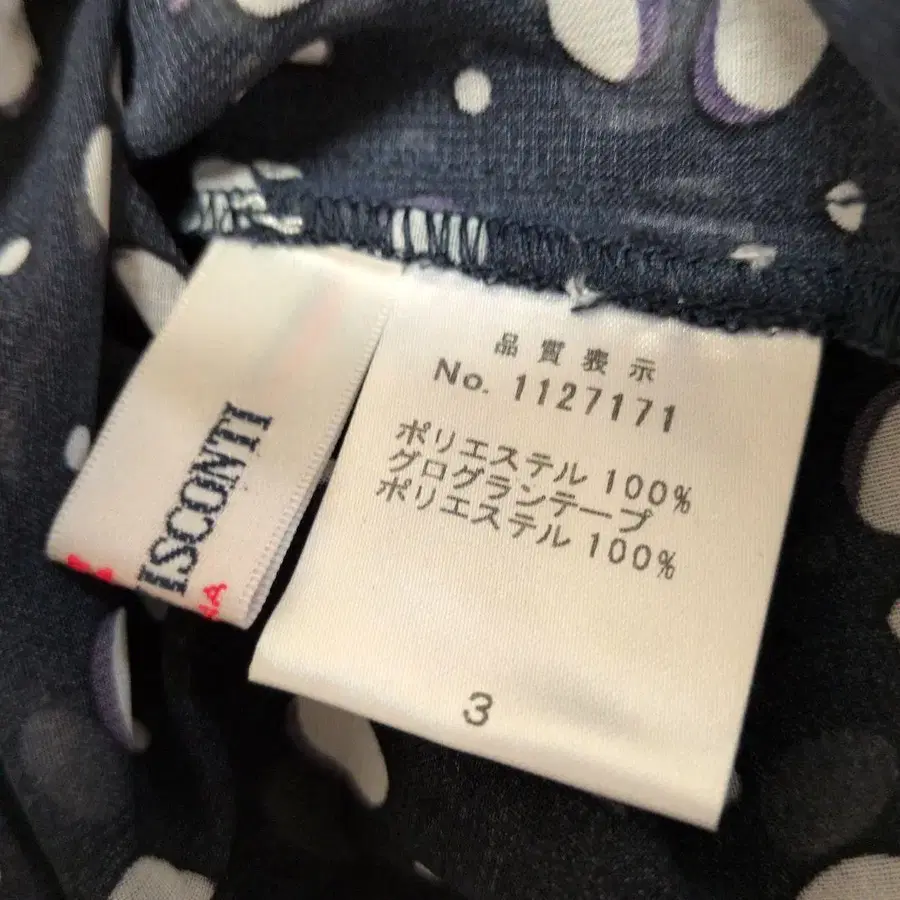 ISCONTI
品質表示
No. 1127171
ポリエステル 100%
グログランテープ
ポリエステル 100%
3